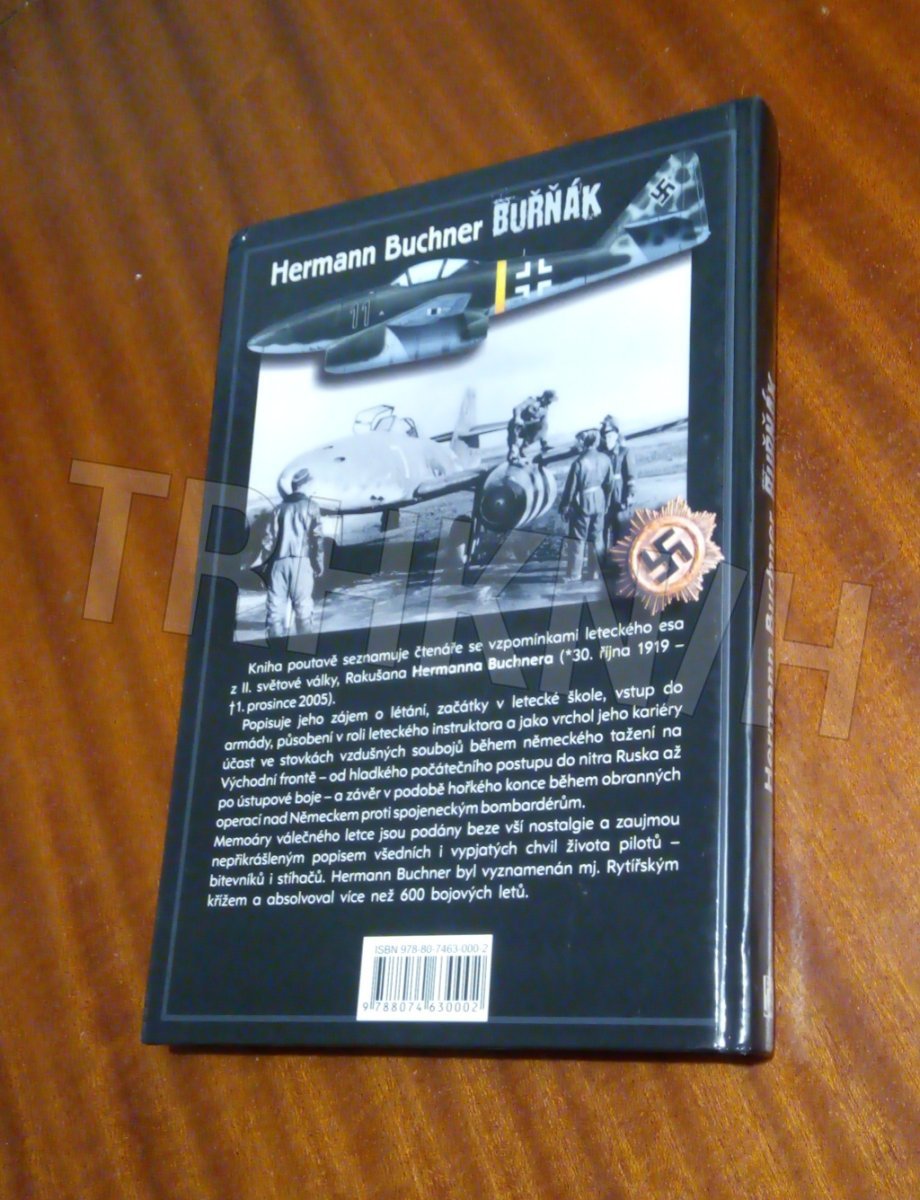 Hermann Buchner BUŘŇÁK
11
TRHKNIH
Kniha poutavě seznamuje čtenáře se vzpomínkami leteckého esa
z II. světové války, Rakušana Hermanna Buchnera (*30. října 1919 –
†1. prosince 2005).
Popisuje jeho zájem o létání, začátky v letecké škole, vstup do
armády, působení v roli leteckého instruktora a jako vrchol jeho kariéry
účast ve stovkách vzdušných soubojů během německého tažení na
Východní frontě – od hladkého počátečního postupu do nitra Ruska až
po ústupové boje – a závěr v podobě hořkého konce během obranných
operací nad Německem proti spojeneckým bombardérům.
Memoáry válečného letce jsou podány beze vší nostalgie a zaujmou
nepřikrášleným popisem všedních i vypjatých chvil života pilotů –
bitevníků i stíhačů. Hermann Buchner byl vyznamenán mj. Rytířským
křížem a absolvoval více než 600 bojových letů.
ISBN 978-80-7463-000-2
9 788074 630002
Hermann Buchner BUŘŇÁK